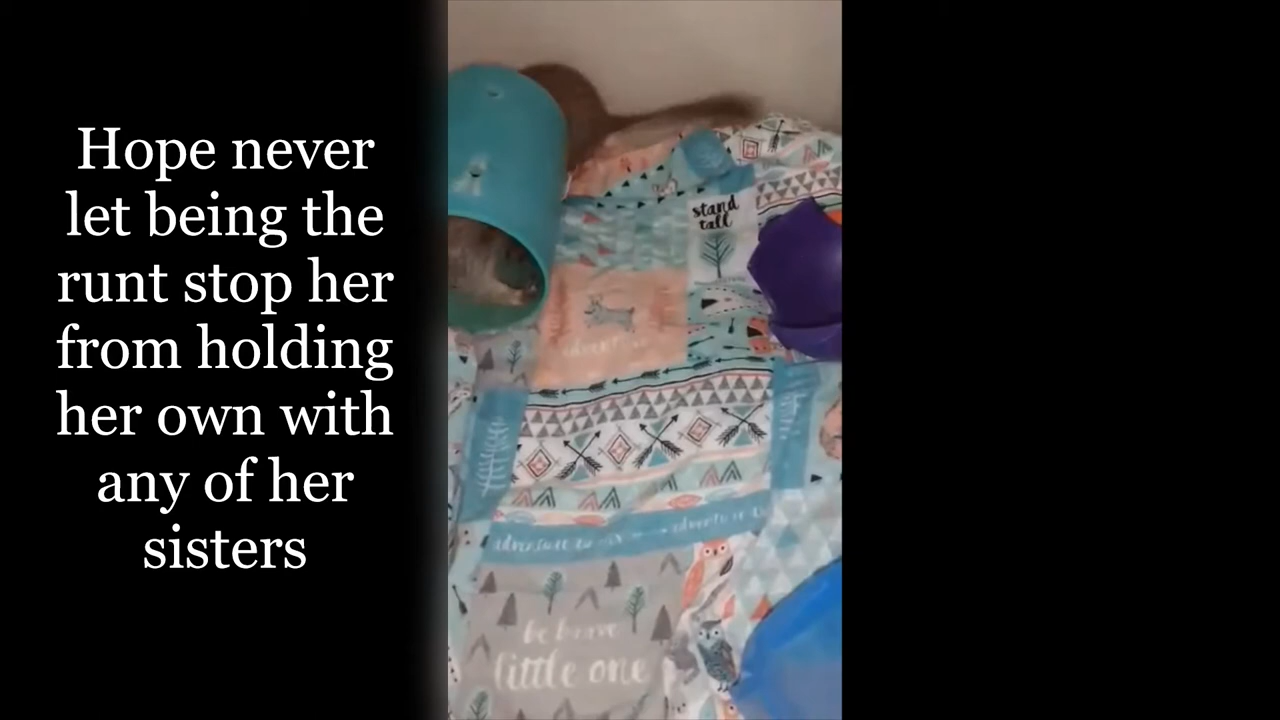 Hope never
let being the
runt stop her
from holding
her own with
any of her
sisters
stand
tall
adventure
be brave
little one